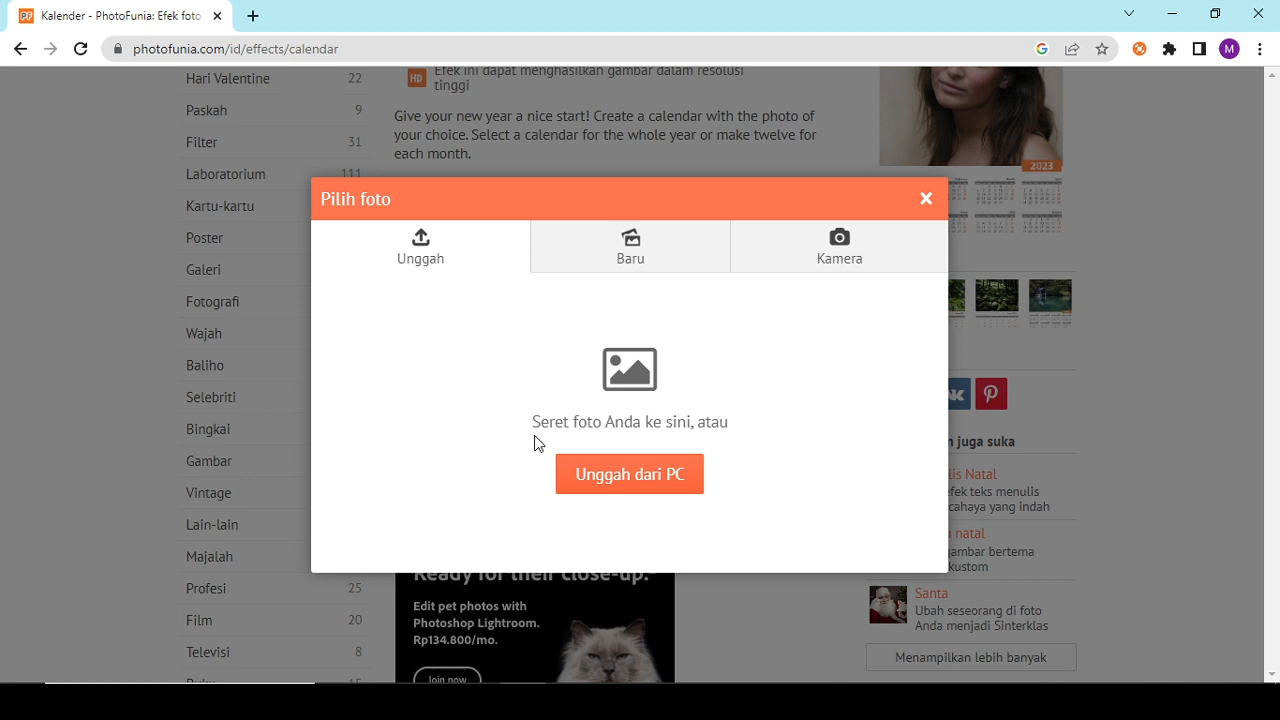 Kalender - PhotoFunia: Efek foto
photofunia.com/id/effects/calendar
M
Hari Valentine 22
Paskah 9
Filter 31
Laboratorium 111
Kartu-kartu
Poster
Galeri
Fotografi
Wajah
Baliho
Selebriti
Bingkai
Gambar
Vintage
Lain-lain
Majalah
Profesi 25
Film 20
Televisi 8
HD Efek ini dapat menghasilkan gambar dalam resolusi
tinggi
Give your new year a nice start! Create a calendar with the photo of
your choice. Select a calendar for the whole year or make twelve for
each month.
Pilih foto
Unggah
Baru
Kamera
Seret foto Anda ke sini, atau
Unggah dari PC
Ready for their close-up.
Edit pet photos with
Photoshop Lightroom.
Rp134.800/mo.
Join now
2023
juga suka
Natal
efek teks menulis
cahaya yang indah
natal
gambar bertema
kustom
Santa
Ubah seseorang di foto
Anda menjadi Sinterklas
Menampilkan lebih banyak